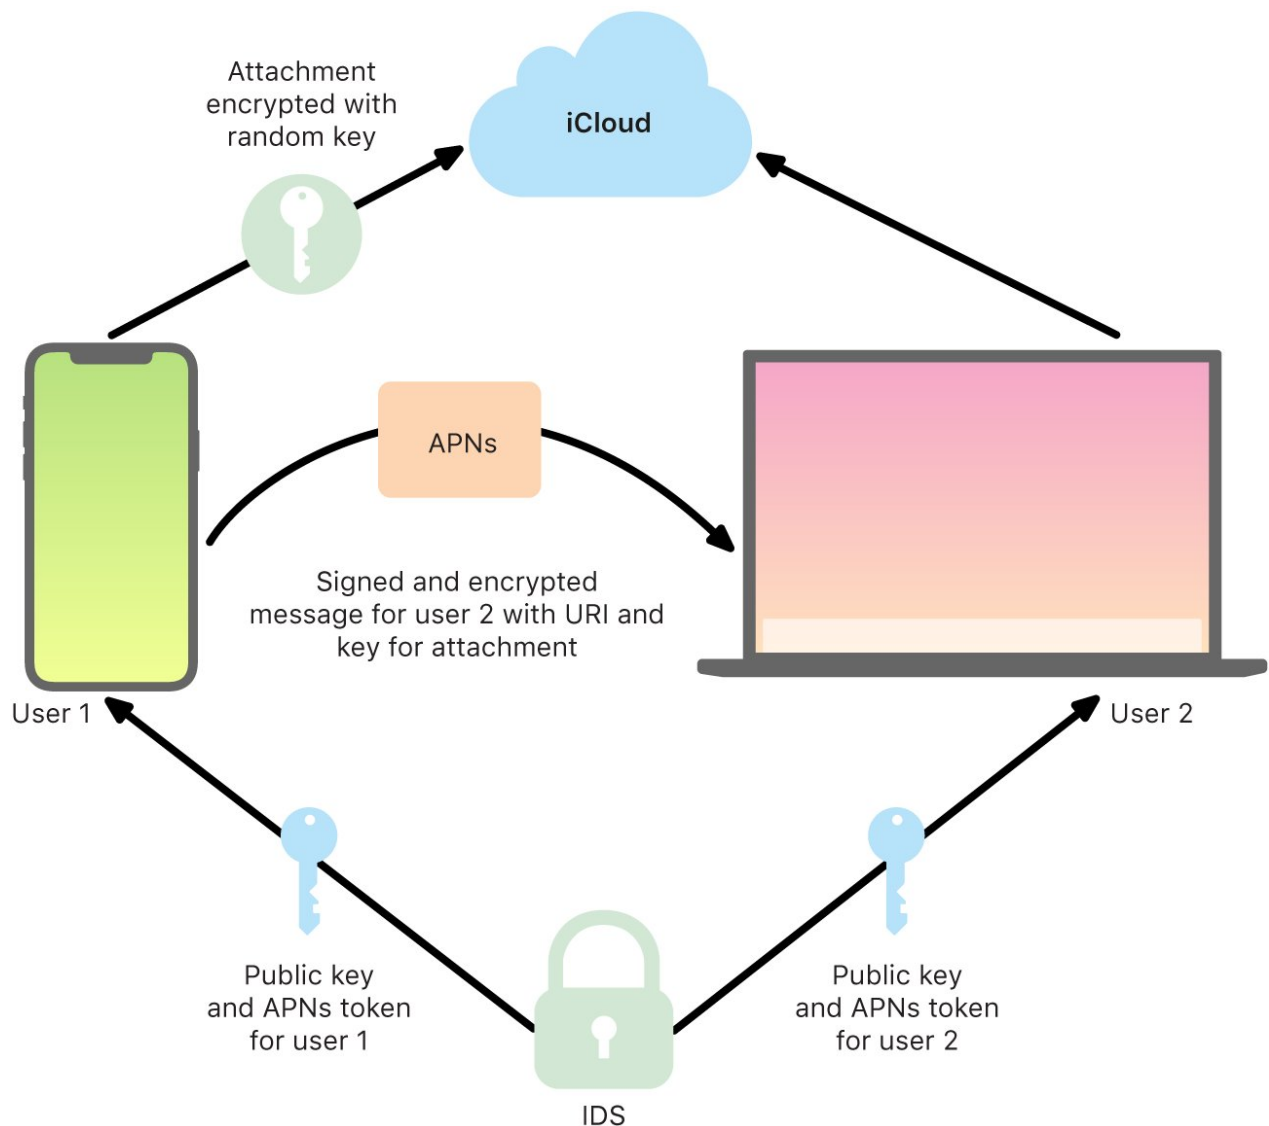 Attachment
encrypted with
random key
iCloud
APNs
Signed and encrypted
message for user 2 with URI and
key for attachment
User 1
User 2
Public key
and APNs token
for user 1
Public key
and APNs token
for user 2
IDS